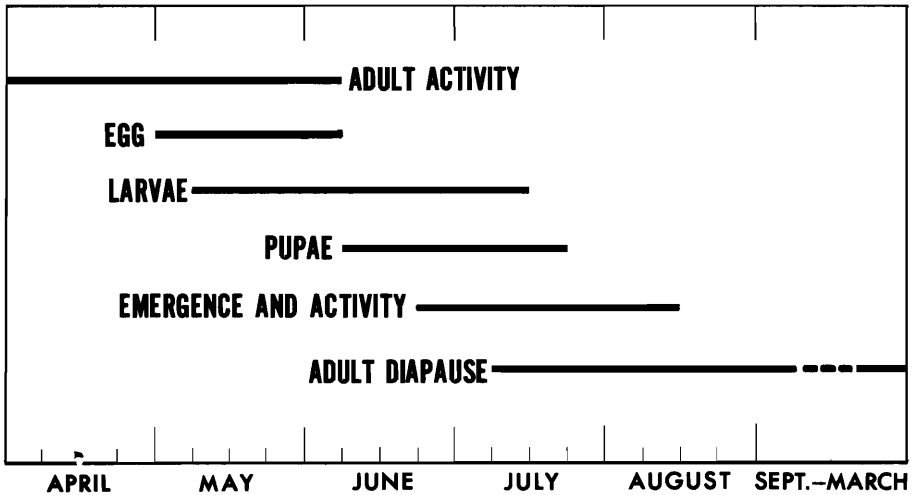 ADULT ACTIVITY
EGG
LARVAE
PUPAE
EMERGENCE AND ACTIVITY
ADULT DIAPAUSE
APRIL MAY JUNE JULY AUGUST SEPT.–MARCH